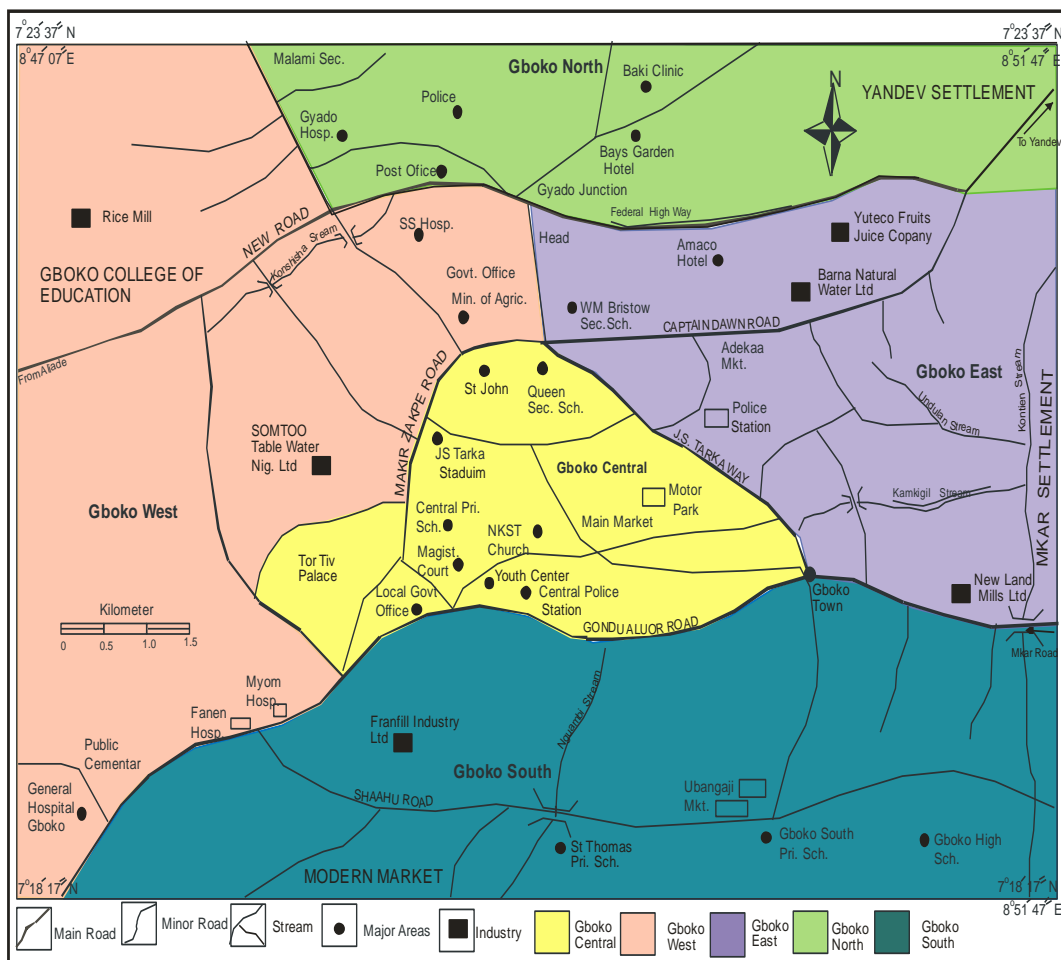 7°23'37" N
7°23'37" N
8°47'07" E
8°51'47" E
Malami Sec.
Gboko North
Baki Clinic
YANDEV SETTLEMENT
N
Police
Gyado
Hosp.
To Yandev
Bays Garden
Hotel
Post Ofice
Gyado Junction
Rice Mill
Federal High Way
Yuteco Fruits
Juice Copany
NEW ROAD
SS Hosp.
Head
Amaco
Hotel
Konshisha Stream
GBOKO COLLEGE OF
EDUCATION
Govt. Office
Min. of Agric.
Barna Natural
Water Ltd
WM Bristow
Sec.Sch.
CAPTAIN DAWN ROAD
From Aliade
Adekaa
Mkt.
Gboko East
Kontien Stream
MKAR SETTLEMENT
MAKIR ZAKPE ROAD
St John
Queen
Sec. Sch.
Undulan Stream
Police
Station
SOMTOO
Table Water
Nig. Ltd
JS Tarka
Staduim
J.S. TARKA WAY
Gboko Central
Motor
Park
Kamkigil Stream
Gboko West
Central Pri.
Sch.
Main Market
NKST
Church
Magist.
Court
Tor Tiv
Palace
Youth Center
Central Police
Station
Local Govt
Office
Gboko
Town
New Land
Mills Ltd
Kilometer
0 0.5 1.0 1.5
GONDUALUOR ROAD
Mkar Road
Myom
Hosp.
Fanen
Hosp.
Nguambi Stream
Franfill Industry
Ltd
Public
Cementar
Gboko South
General
Hospital
Gboko
SHAAHU ROAD
Ubangaji
Mkt.
Gboko South
Pri. Sch.
Gboko High
Sch.
St Thomas
Pri. Sch.
MODERN MARKET
7°18'17" N
7°18'17" N
8°51'47" E
Main Road
Minor Road
Stream
Major Areas
Industry
Gboko
Central
Gboko
West
Gboko
East
Gboko
North
Gboko
South